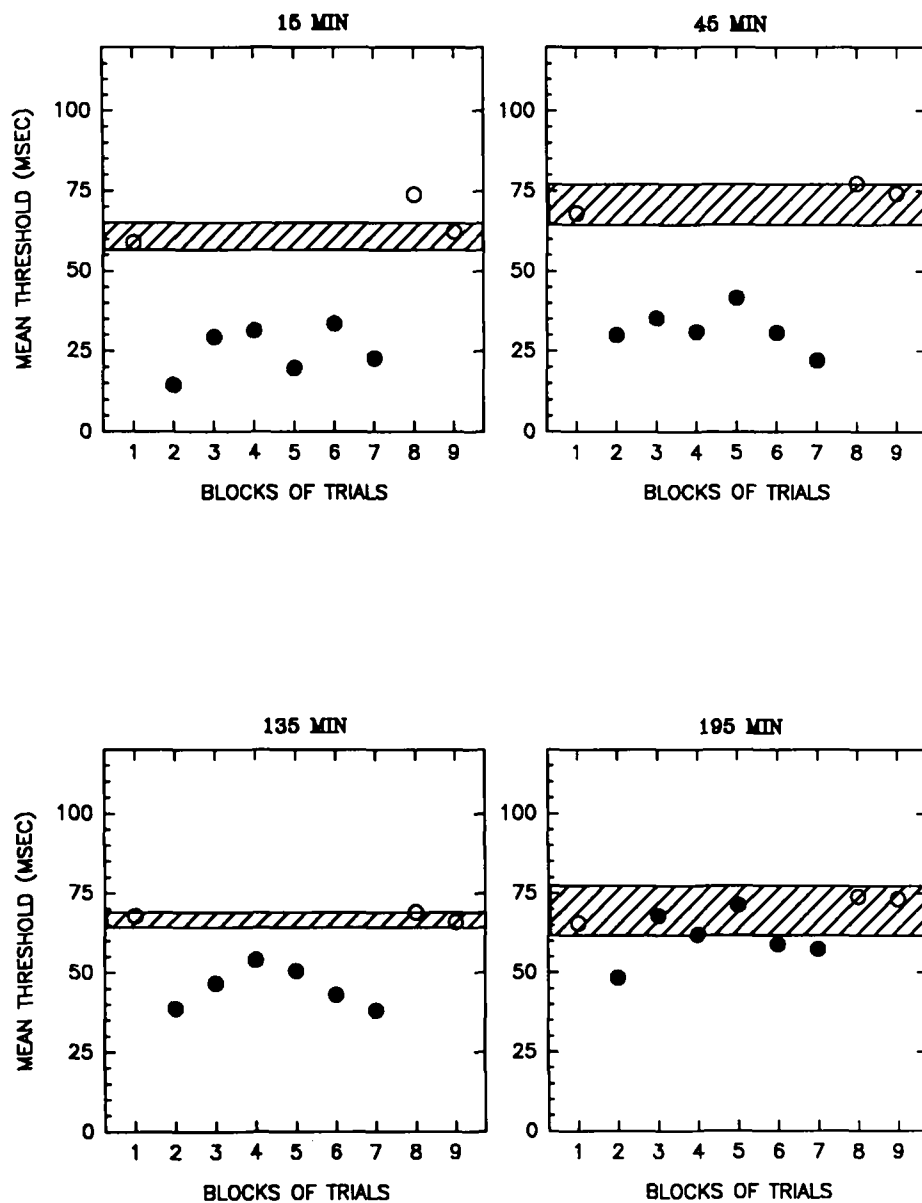 15 MIN
45 MIN
MEAN THRESHOLD (MSEC)
100
75
50
25
0
100
75
50
25
0
1 2 3 4 5 6 7 8 9
1 2 3 4 5 6 7 8 9
BLOCKS OF TRIALS
BLOCKS OF TRIALS
135 MIN
195 MIN
MEAN THRESHOLD (MSEC)
100
75
50
25
0
100
75
50
25
0
1 2 3 4 5 6 7 8 9
1 2 3 4 5 6 7 8 9
BLOCKS OF TRIALS
BLOCKS OF TRIALS